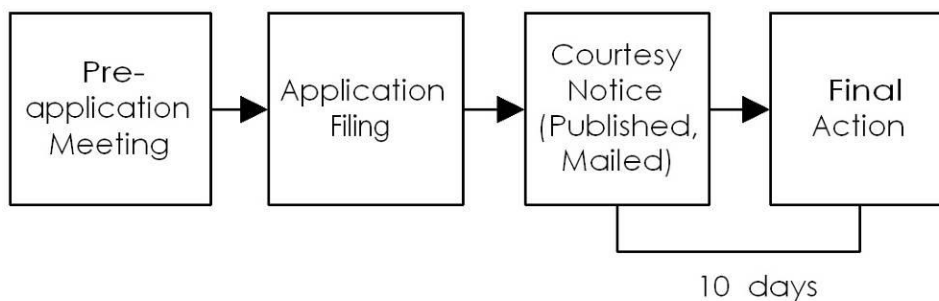 Pre-
application
Meeting
Application
Filing
Courtesy
Notice
(Published,
Mailed)
Final
Action
10 days